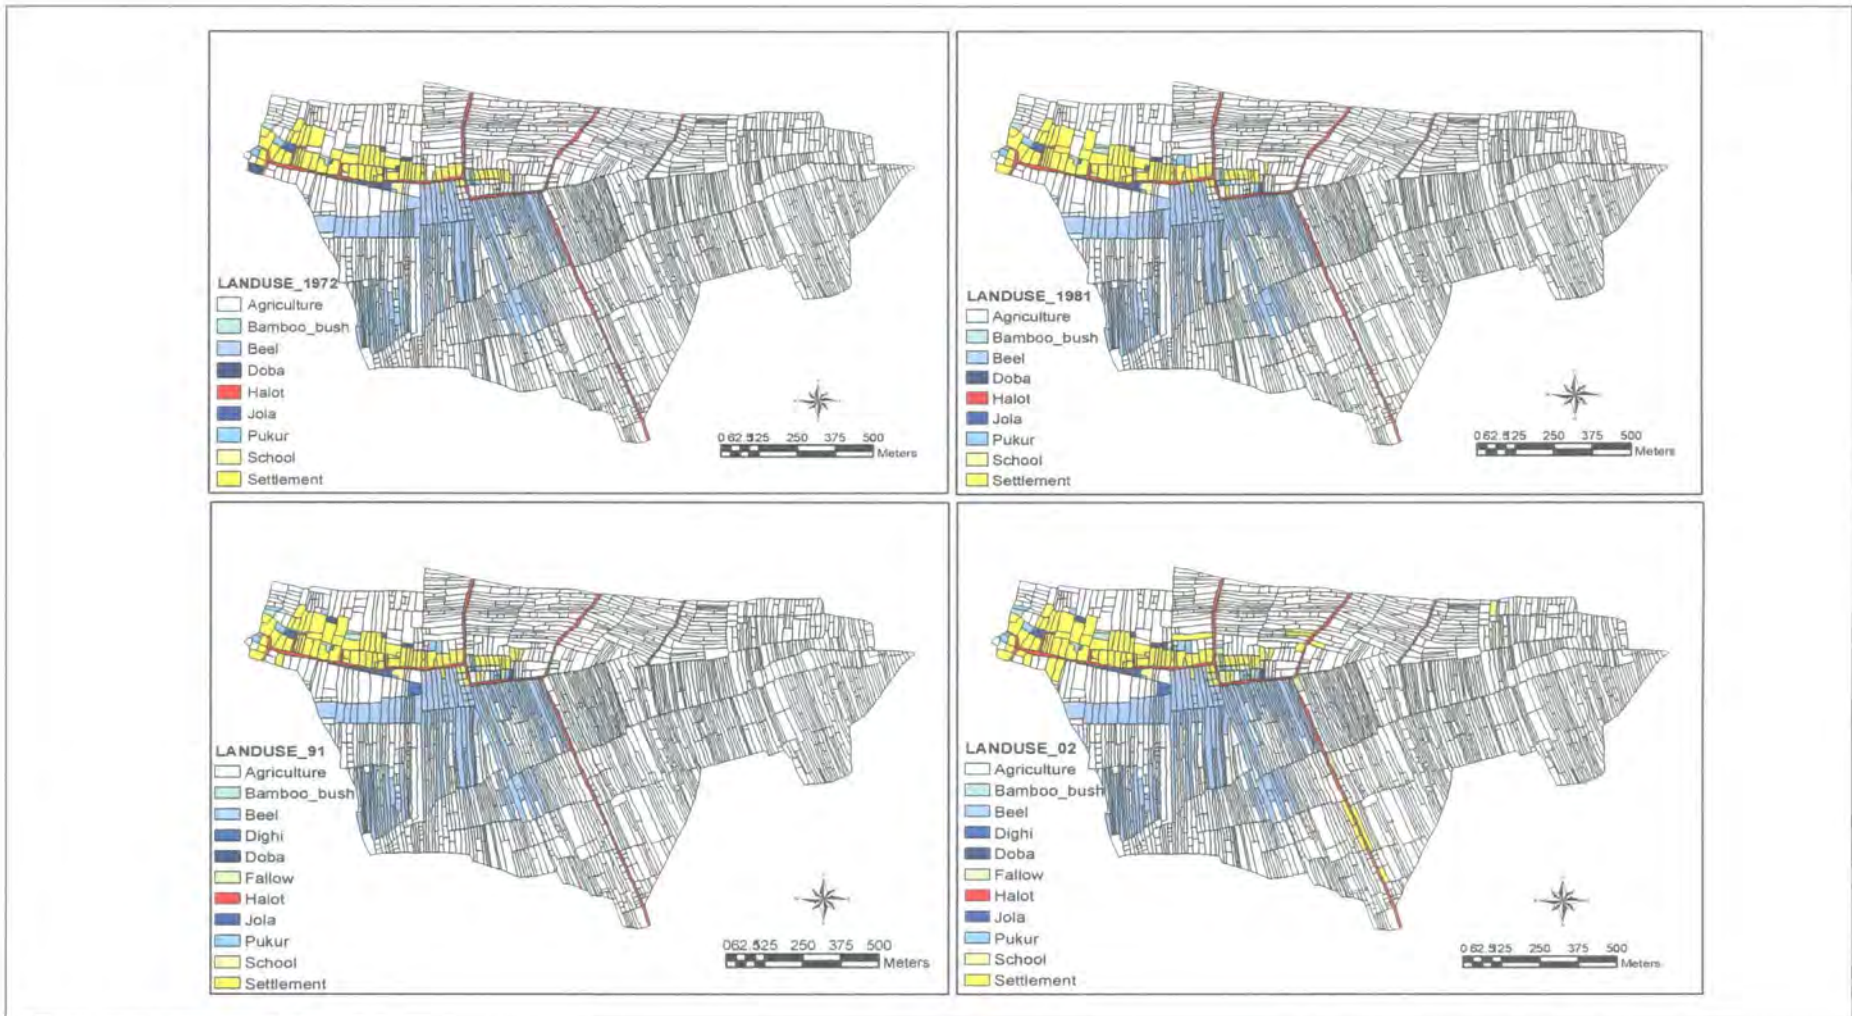 LANDUSE_1972
Agriculture
Bamboo_bush
Beel
Doba
Halot
Jola
Pukur
School
Settlement
0 62.5125 250 375 500
Meters
LANDUSE_1981
Agriculture
Bamboo_bush
Beel
Doba
Halot
Jola
Pukur
School
Settlement
0 62.5125 250 375 500
Meters
LANDUSE_91
Agriculture
Bamboo_bush
Beel
Dighi
Doba
Fallow
Halot
Jola
Pukur
School
Settlement
0 62.5125 250 375 500
Meters
LANDUSE_02
Agriculture
Bamboo_bush
Beel
Dighi
Doba
Fallow
Halot
Jola
Pukur
School
Settlement
0 62.5125 250 375 500
Meters